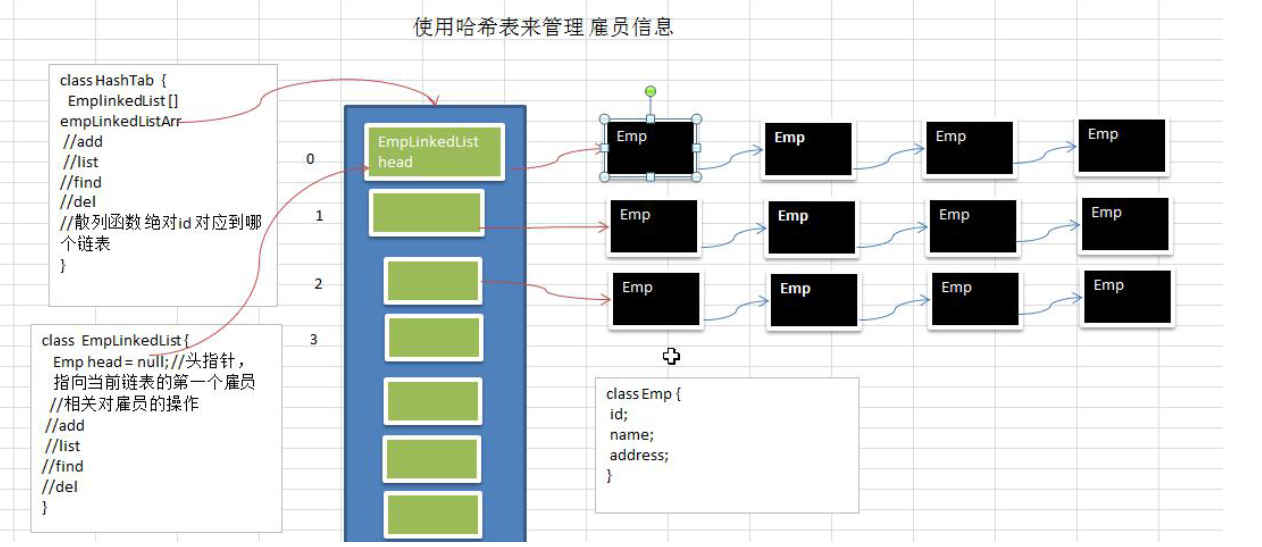 使用哈希表来管理 雇员信息
class HashTab {
EmplinkedList []
empLinkedListArr
//add
//list
//find
//del
//散列函数 绝对id 对应到哪
个链表
}
class EmpLinkedList {
Emp head = null; //头指针，
指向当前链表的第一个雇员
//相关对雇员的操作
//add
//list
//find
//del
}
0
1
2
3
EmpLinkedList
head
Emp
Emp
Emp
Emp
Emp
Emp
Emp
Emp
Emp
Emp
Emp
Emp
class Emp {
id;
name;
address;
}